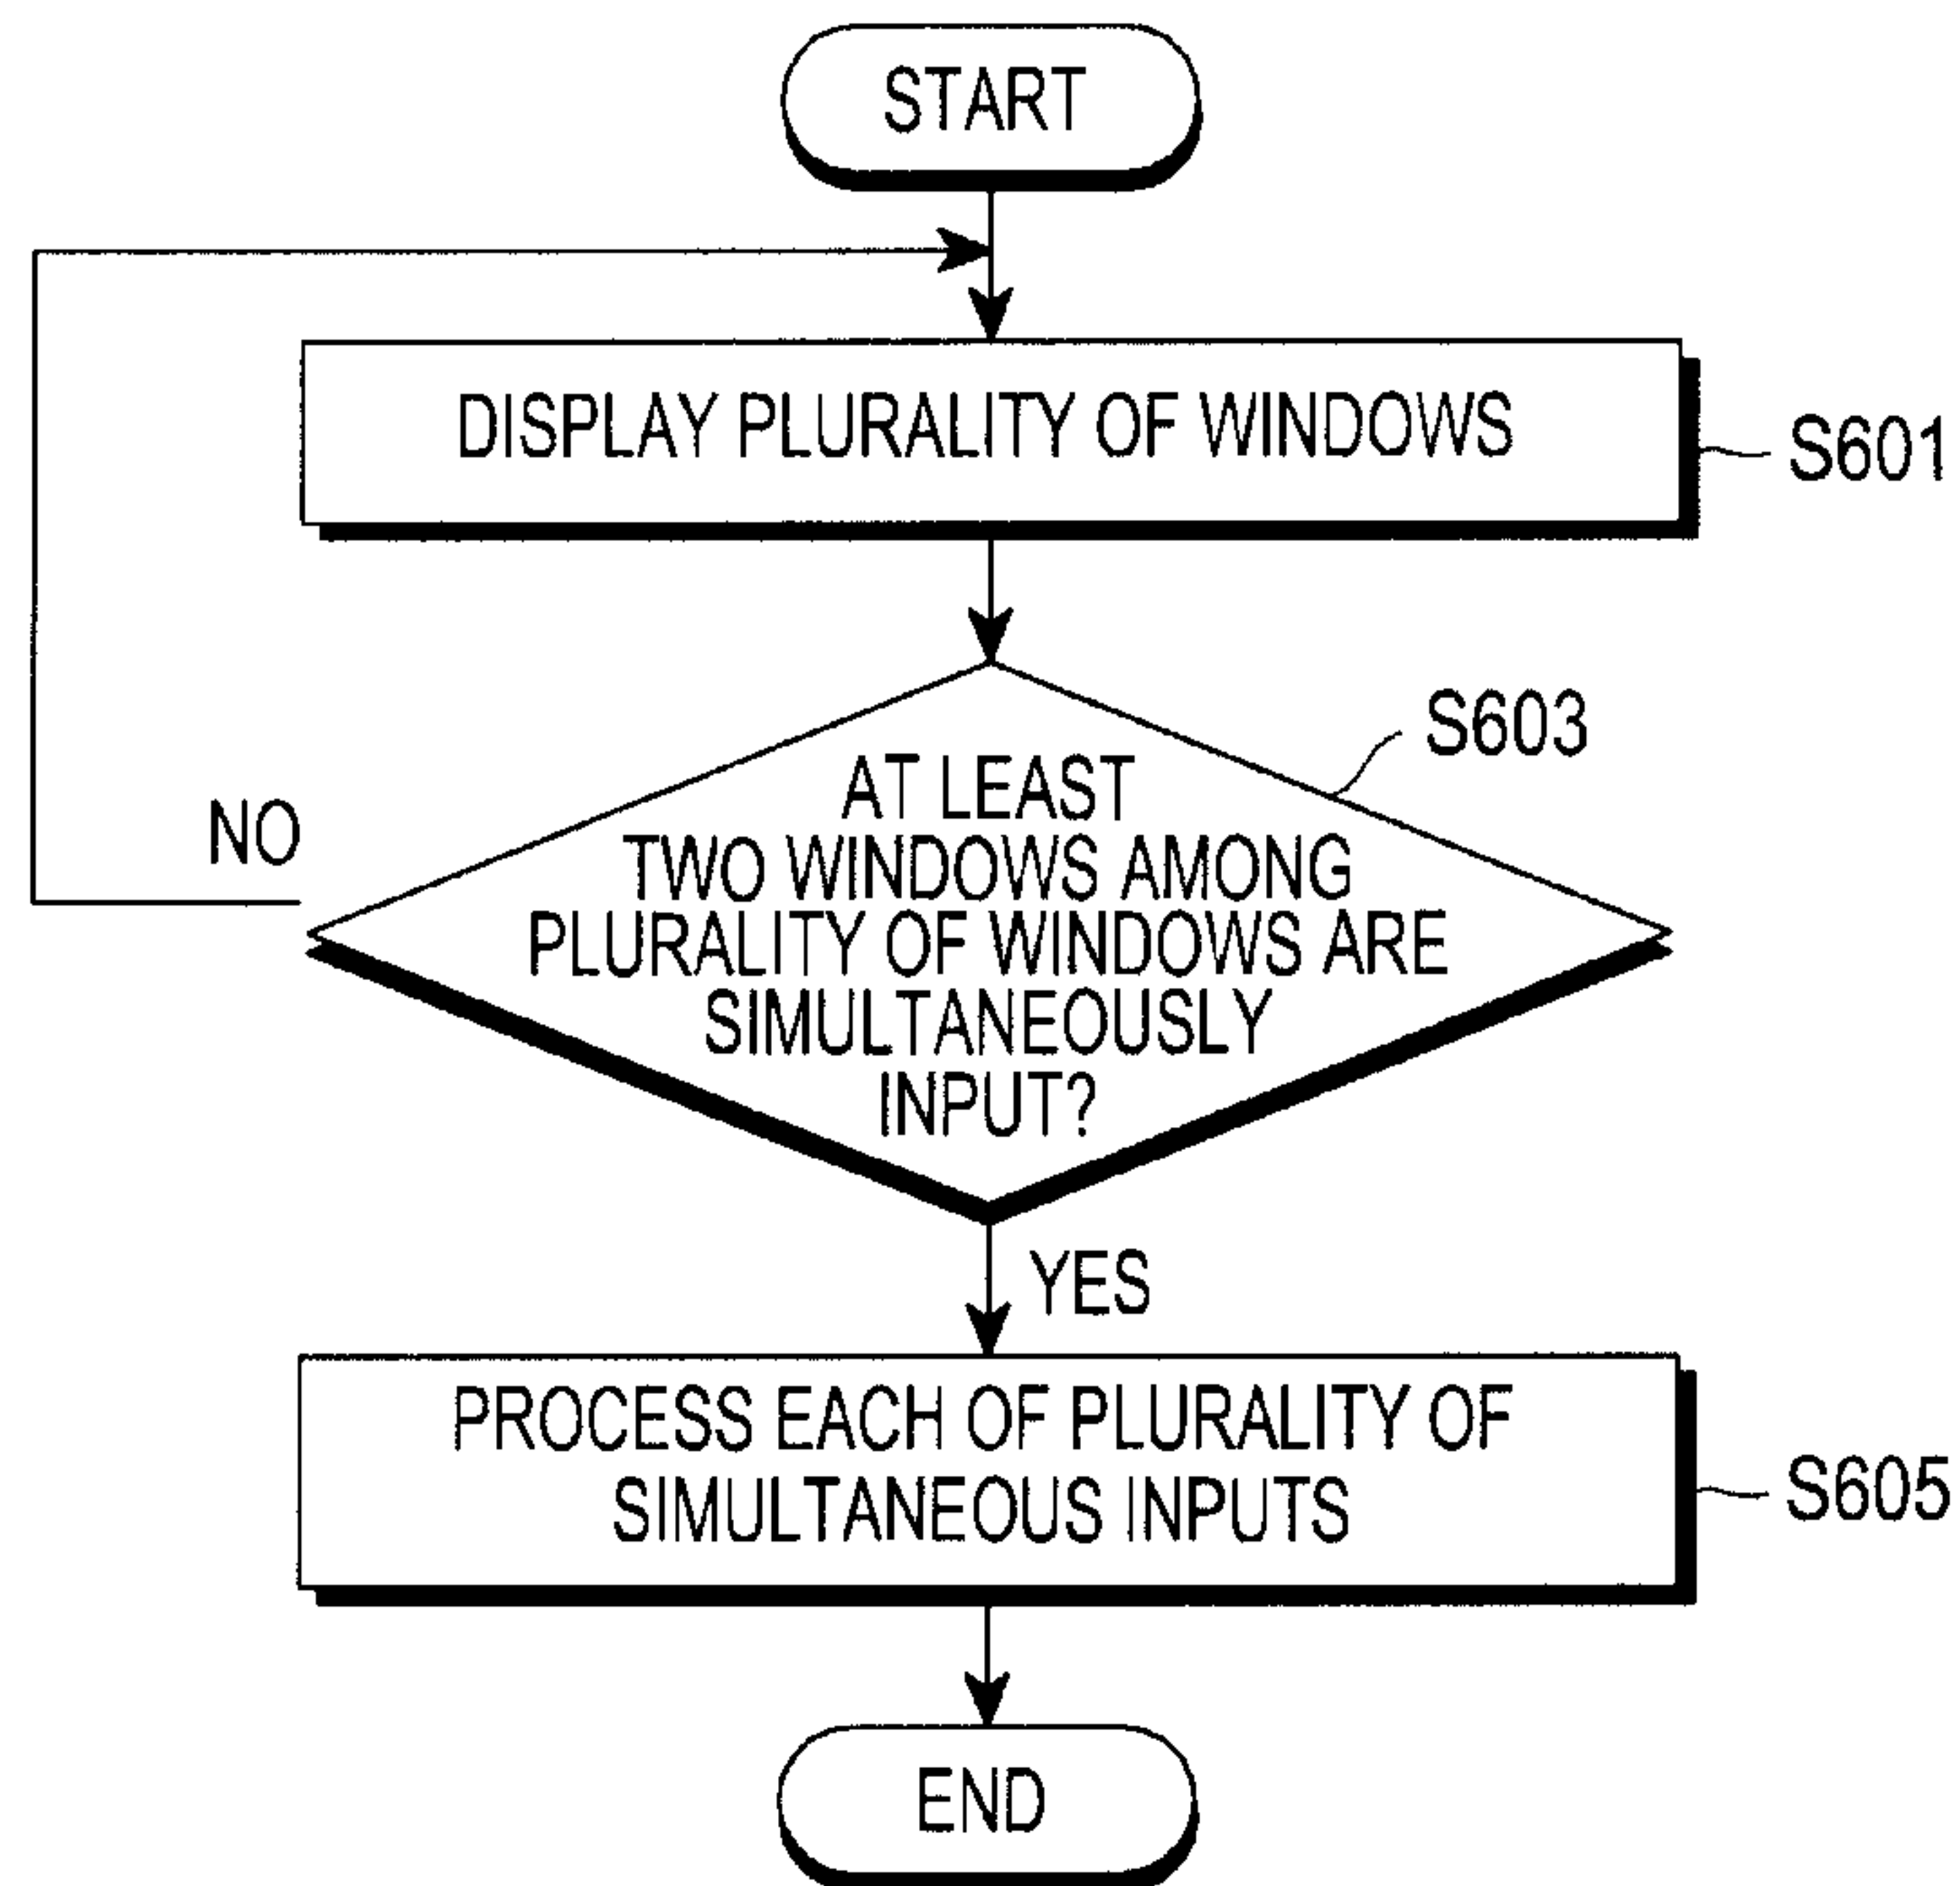 START
DISPLAY PLURALITY OF WINDOWS
S601
S603
AT LEAST
TWO WINDOWS AMONG
PLURALITY OF WINDOWS ARE
SIMULTANEOUSLY
INPUT?
NO
YES
PROCESS EACH OF PLURALITY OF
SIMULTANEOUS INPUTS
S605
END